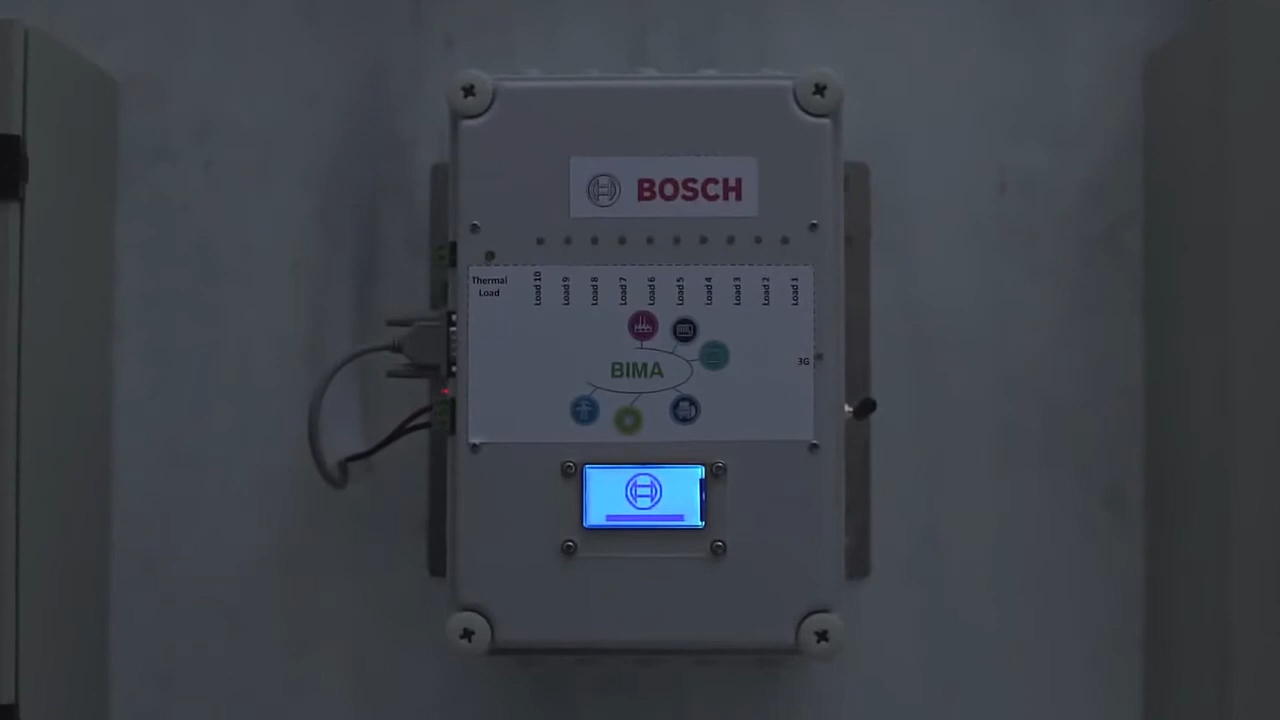 BOSCH
Thermal
Load
Load 10
Load 9
Load 8
Load 7
Load 6
Load 5
Load 4
Load 3
Load 2
Load 1
3G
BIMA